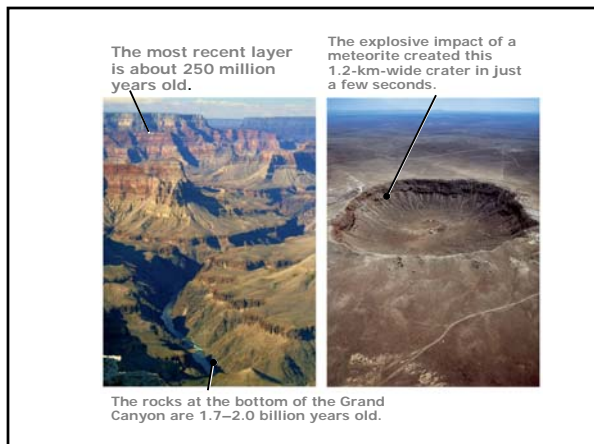 The most recent layer
is about 250 million
years old.
The explosive impact of a
meteorite created this
1.2-km-wide crater in just
a few seconds.
The rocks at the bottom of the Grand
Canyon are 1.7–2.0 billion years old.